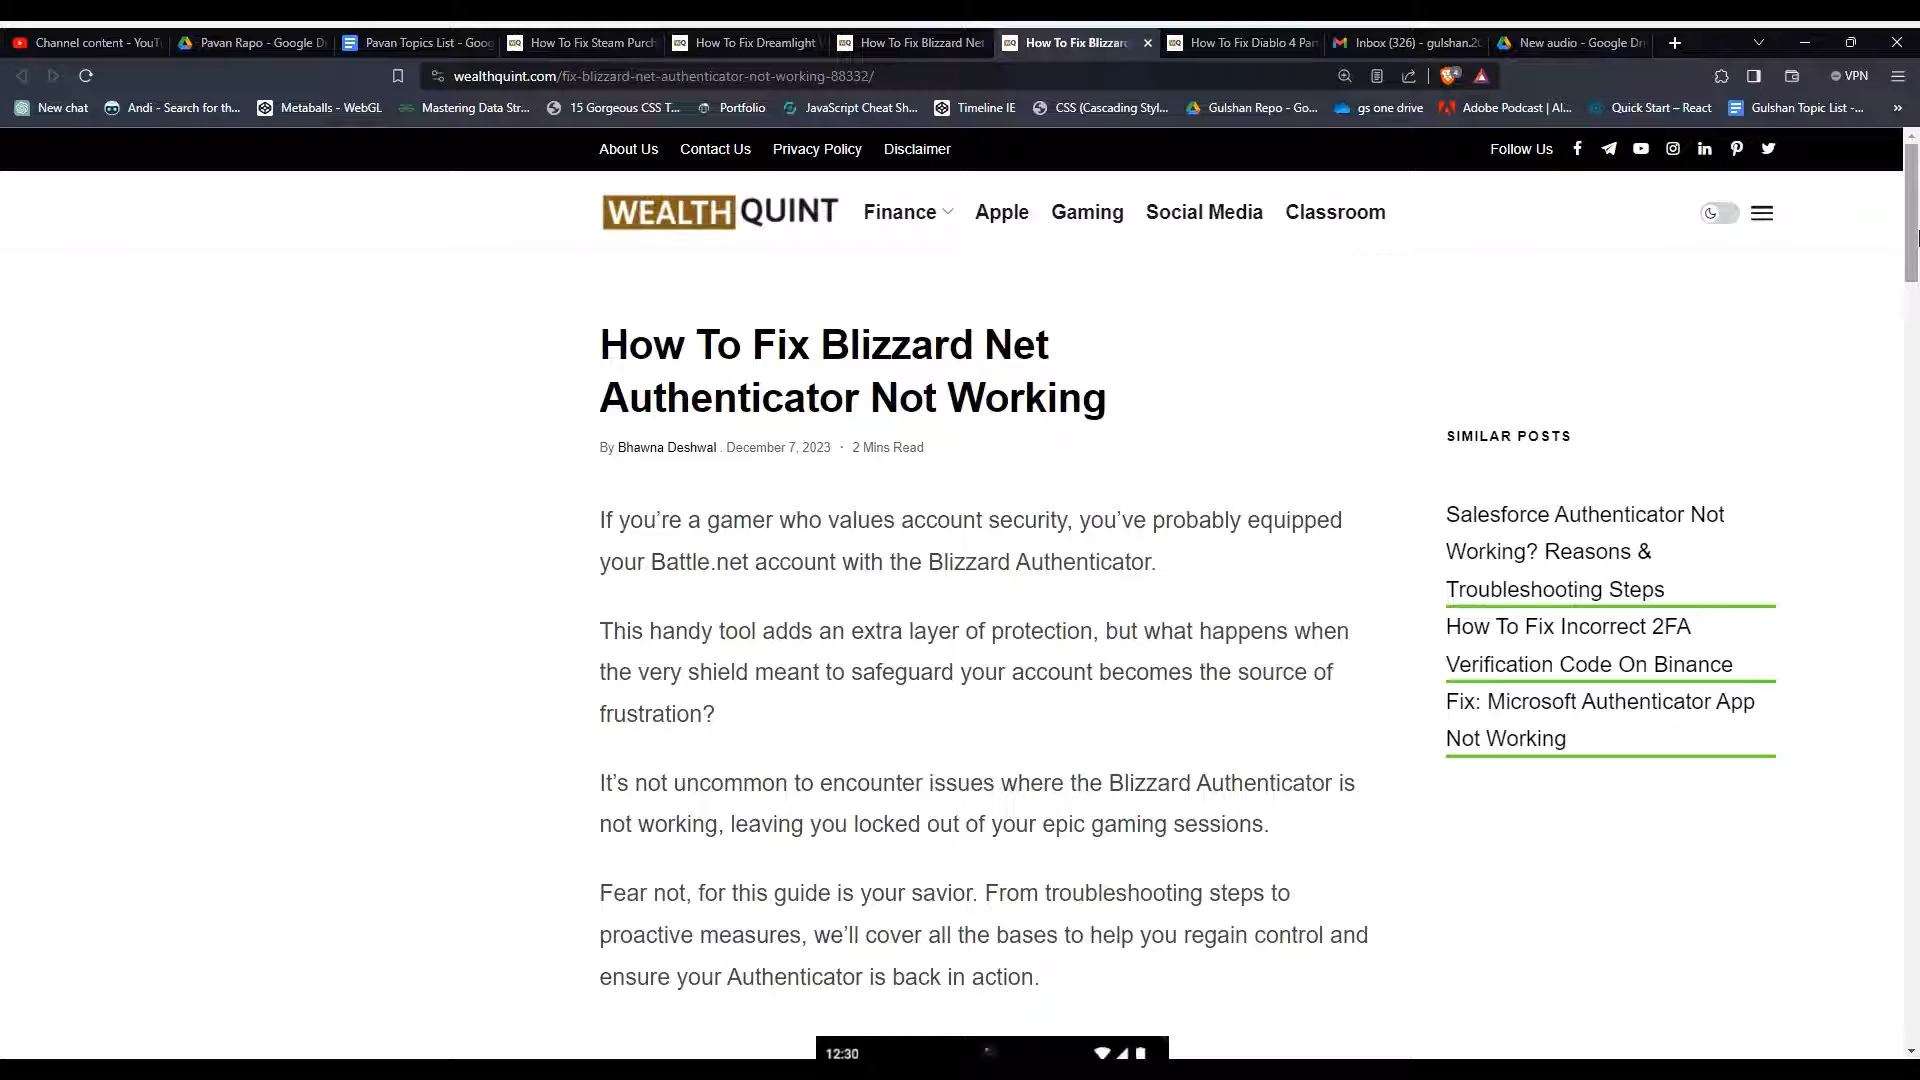 Channel content - YouT
Pavan Rapo - Google D
Pavan Topics List - Goog
How To Fix Steam Purch
How To Fix Dreamlight V
How To Fix Blizzard Net
How To Fix Blizzard
How To Fix Diablo 4 Par
Inbox (326) - gulshan.20
New audio - Google Dri
wealthquint.com/fix-blizzard-net-authenticator-not-working-88332/
VPN
New chat
Andi - Search for th...
Metaballs - WebGL
Mastering Data Str...
15 Gorgeous CSS T...
Portfolio
JavaScript Cheat Sh...
Timeline IE
CSS (Cascading Styl...
Gulshan Repo - Go...
gs one drive
Adobe Podcast | Al...
Quick Start – React
Gulshan Topic List -...
About Us
Contact Us
Privacy Policy
Disclaimer
Follow Us
WEALTH QUINT
Finance
Apple
Gaming
Social Media
Classroom
How To Fix Blizzard Net
Authenticator Not Working
By Bhawna Deshwal . December 7, 2023 · 2 Mins Read
If you're a gamer who values account security, you've probably equipped
your Battle.net account with the Blizzard Authenticator.
This handy tool adds an extra layer of protection, but what happens when
the very shield meant to safeguard your account becomes the source of
frustration?
It's not uncommon to encounter issues where the Blizzard Authenticator is
not working, leaving you locked out of your epic gaming sessions.
Fear not, for this guide is your savior. From troubleshooting steps to
proactive measures, we'll cover all the bases to help you regain control and
ensure your Authenticator is back in action.
12:30
SIMILAR POSTS
Salesforce Authenticator Not
Working? Reasons &
Troubleshooting Steps
How To Fix Incorrect 2FA
Verification Code On Binance
Fix: Microsoft Authenticator App
Not Working